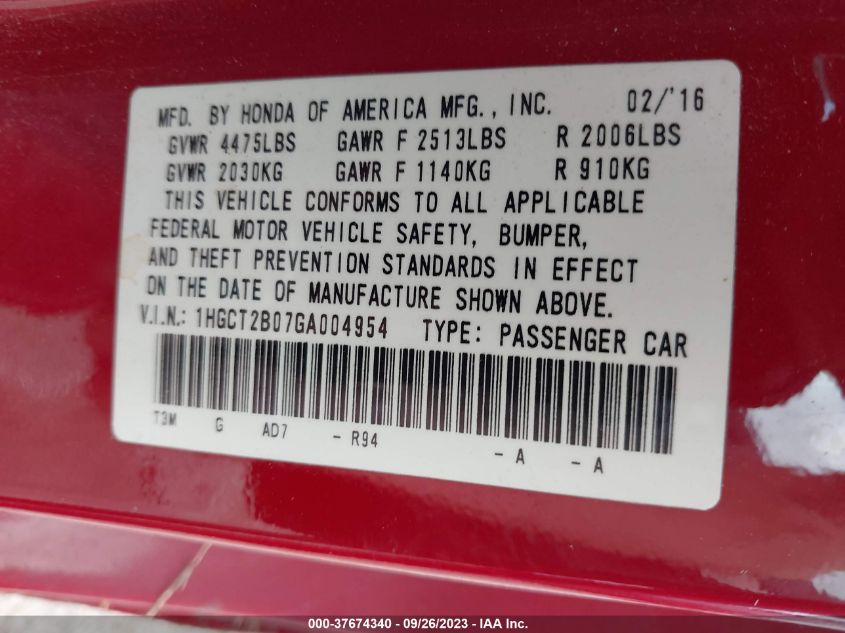 MFD. BY HONDA OF AMERICA MFG., INC. 02/'16
GVWR 4475LBS GAWR F 2513LBS R 2006LBS
GVWR 2030KG GAWR F 1140KG R 910KG
THIS VEHICLE CONFORMS TO ALL APPLICABLE
FEDERAL MOTOR VEHICLE SAFETY, BUMPER,
AND THEFT PREVENTION STANDARDS IN EFFECT
ON THE DATE OF MANUFACTURE SHOWN ABOVE.
V.I.N.: 1HGCT2B07GA004954 TYPE: PASSENGER CAR
T3M G AD7 - R94 - A - A
000-37674340 - 09/26/2023 - IAA Inc.